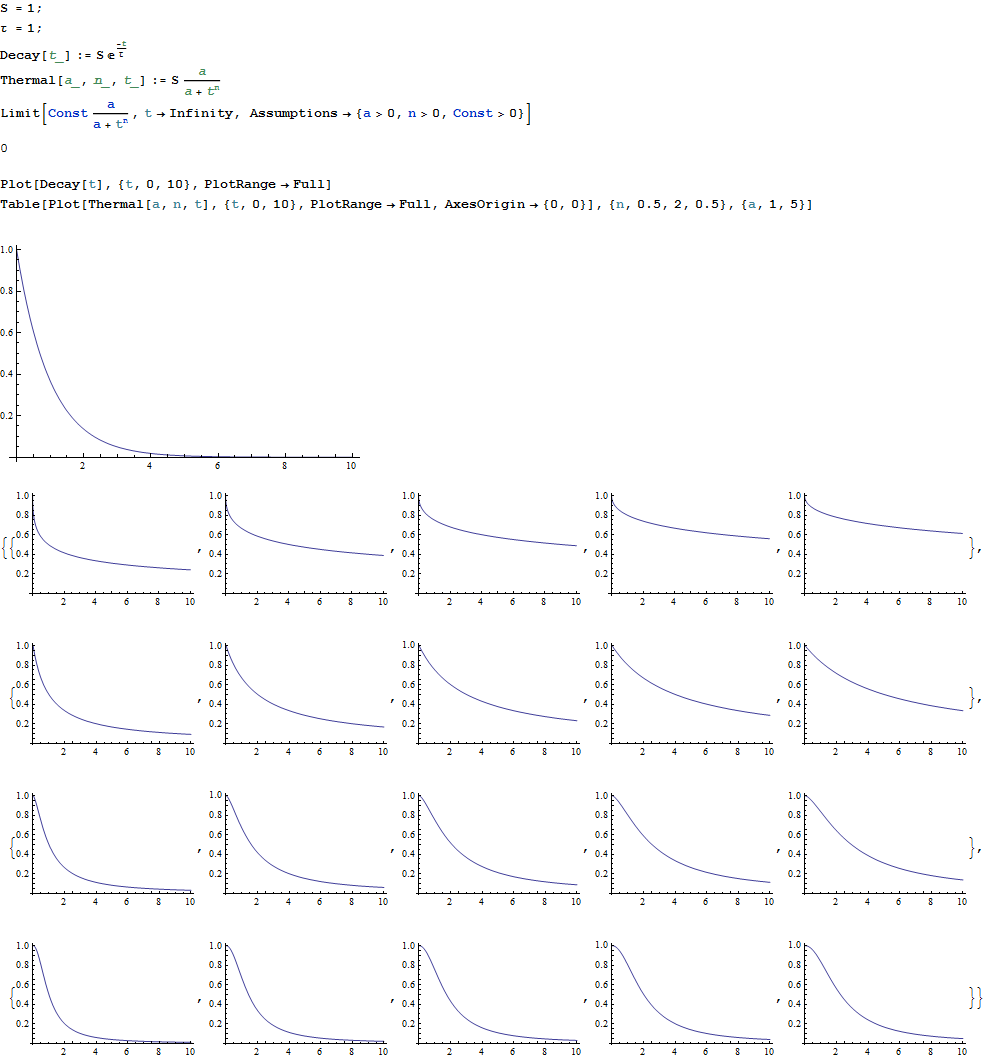 S = 1;
τ = 1;
Decay[t_] := S ⅇ^(-t/τ)
Thermal[a_, n_, t_] := S a/(a + t^n)
Limit[Const a/(a + t^n), t → Infinity, Assumptions → {a > 0, n > 0, Const > 0}]
0
Plot[Decay[t], {t, 0, 10}, PlotRange → Full]
Table[Plot[Thermal[a, n, t], {t, 0, 10}, PlotRange → Full, AxesOrigin → {0, 0}], {n, 0.5, 2, 0.5}, {a, 1, 5}]
1.0
0.8
0.6
0.4
0.2
2 4 6 8 10
1.0 1.0 1.0 1.0 1.0
0.8 0.8 0.8 0.8 0.8
0.6 0.6 0.6 0.6 0.6
{{ 0.4 , 0.4 , 0.4 , 0.4 , 0.4 },
0.2 0.2 0.2 0.2 0.2
2 4 6 8 10 2 4 6 8 10 2 4 6 8 10 2 4 6 8 10 2 4 6 8 10
1.0 1.0 1.0 1.0 1.0
0.8 0.8 0.8 0.8 0.8
0.6 0.6 0.6 0.6 0.6
{ 0.4 , 0.4 , 0.4 , 0.4 , 0.4 },
0.2 0.2 0.2 0.2 0.2
2 4 6 8 10 2 4 6 8 10 2 4 6 8 10 2 4 6 8 10 2 4 6 8 10
1.0 1.0 1.0 1.0 1.0
0.8 0.8 0.8 0.8 0.8
0.6 0.6 0.6 0.6 0.6
{ 0.4 , 0.4 , 0.4 , 0.4 , 0.4 },
0.2 0.2 0.2 0.2 0.2
2 4 6 8 10 2 4 6 8 10 2 4 6 8 10 2 4 6 8 10 2 4 6 8 10
1.0 1.0 1.0 1.0 1.0
0.8 0.8 0.8 0.8 0.8
0.6 0.6 0.6 0.6 0.6
{ 0.4 , 0.4 , 0.4 , 0.4 , 0.4 }}
0.2 0.2 0.2 0.2 0.2
2 4 6 8 10 2 4 6 8 10 2 4 6 8 10 2 4 6 8 10 2 4 6 8 10